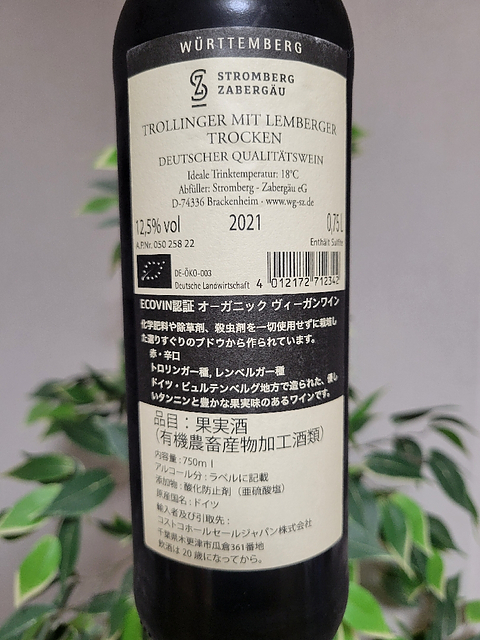 WÜRTTEMBERG
STROMBERG
ZABERGÄU
TROLLINGER MIT LEMBERGER
TROCKEN
DEUTSCHER QUALITÄTSWEIN
Ideale Trinktemperatur: 18°C
Abfüller: Stromberg - Zabergäu eG
D-74336 Brackenheim · www.wg-sz.de
12,5% vol 2021 0,75L
A.P.Nr. 050 258 22 Enthält Sulfite
DE-ÖKO-003
Deutsche Landwirtschaft 4 012172 712342
ECOVIN認証 オーガニック ヴィーガンワイン
化学肥料や除草剤、殺虫剤を一切使用せずに栽培し
た選りすぐりのブドウから作られています。
赤・辛口
トロリンガー種, レンベルガー種
ドイツ・ビュルテンベルグ地方で造られた、優し
いタンニンと豊かな果実味のあるワインです。
品目：果実酒
(有機農畜産物加工酒類)
内容量：750ml
アルコール分：ラベルに記載
添加物：酸化防止剤（亜硫酸塩）
原産国名：ドイツ
輸入者及び引取先：
コストコホールセールジャパン株式会社
千葉県木更津市瓜倉361番地
飲酒は20歳になってから。